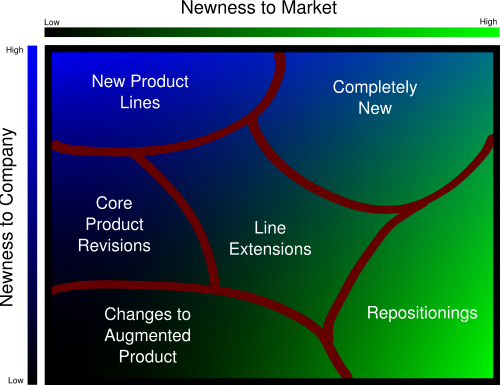 Newness to Market
Low
High
High
Newness to Company
Low
New Product
Lines
Completely
New
Core
Product
Revisions
Line
Extensions
Changes to
Augmented
Product
Repositionings